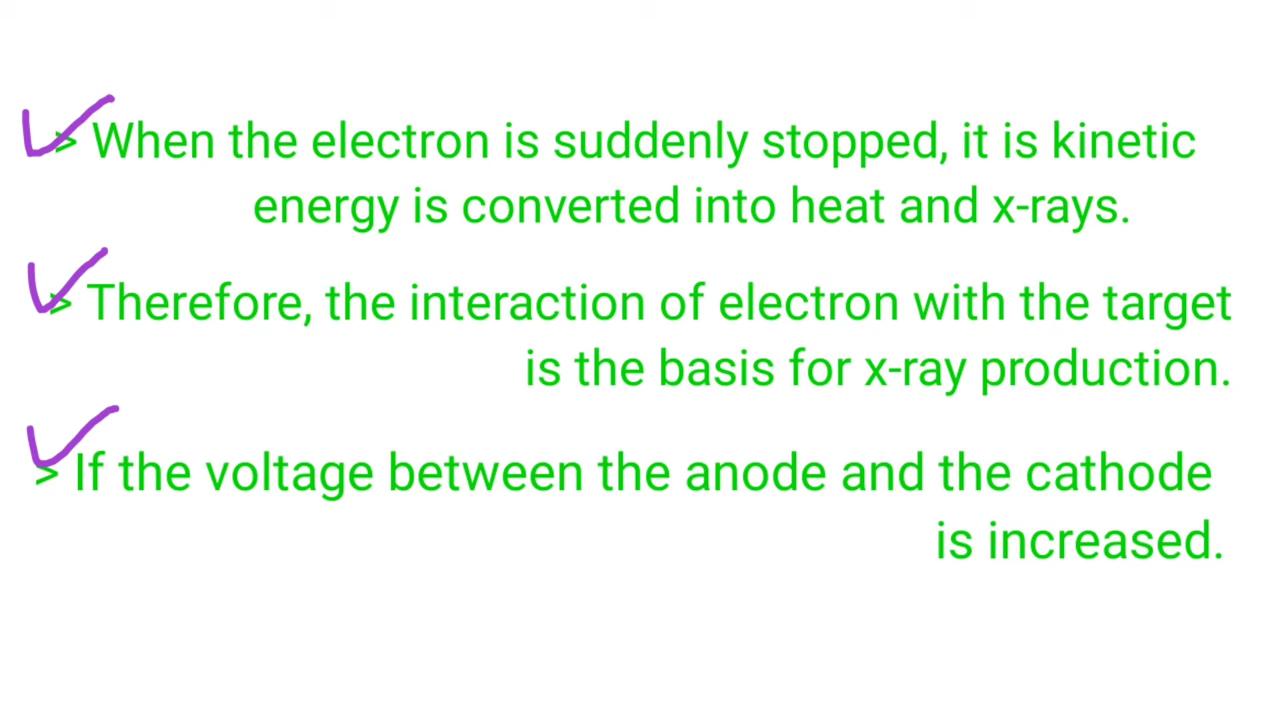 > When the electron is suddenly stopped, it is kinetic
energy is converted into heat and x-rays.
> Therefore, the interaction of electron with the target
is the basis for x-ray production.
> If the voltage between the anode and the cathode
is increased.